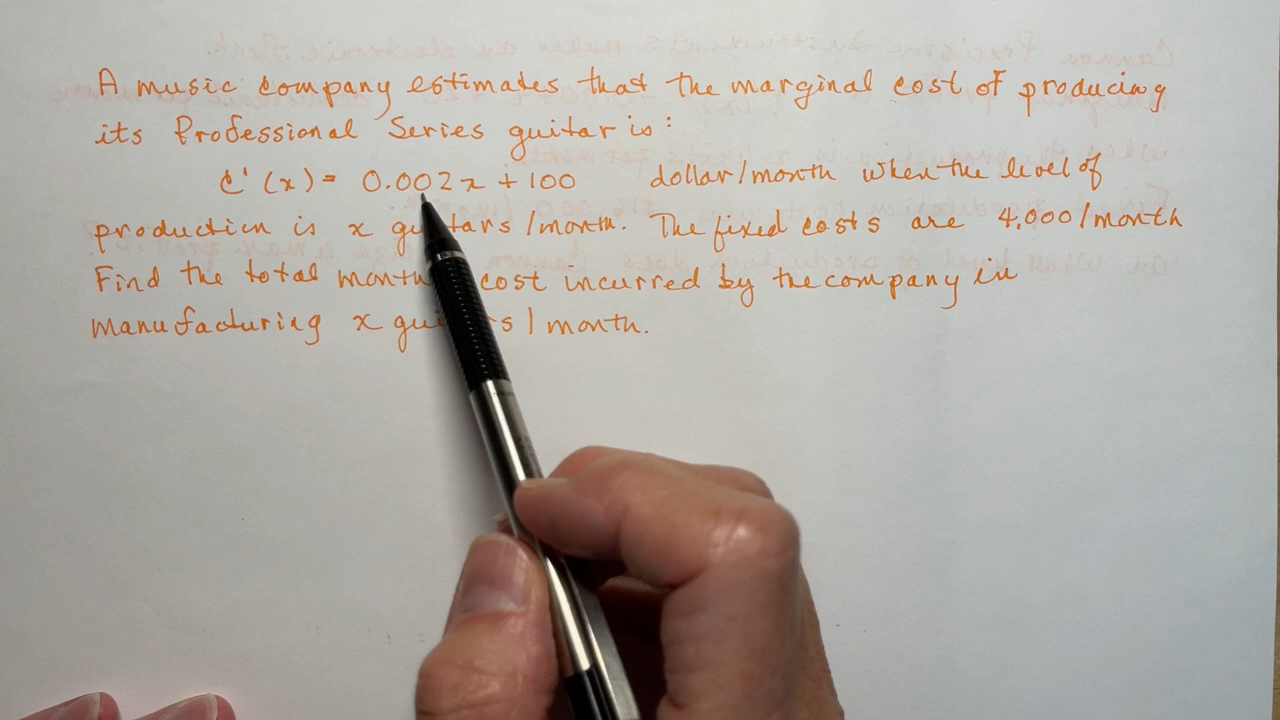 A music company estimates that the marginal cost of producing
its Professional Series guitar is:
C'(x) = 0.002x + 100 dollar/month when the level of
production is x guitars /month. The fixed costs are 4,000/month
Find the total month cost incurred by the company in
manufacturing x guitars / month.